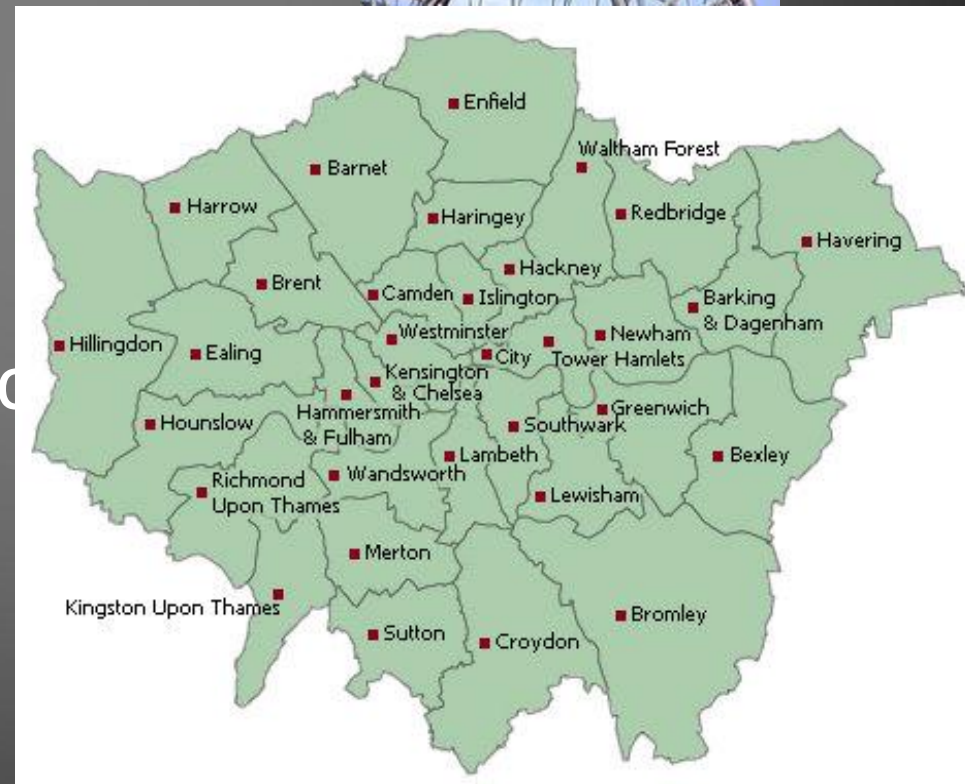 Enfield
Waltham Forest
Barnet
Harrow
Haringey
Redbridge
Havering
Hackney
Brent
Camden
Islington
Barking
& Dagenham
Westminster
Newham
Hillingdon
Ealing
City
Tower Hamlets
Kensington
& Chelsea
Hammersmith
& Fulham
Greenwich
Hounslow
Southwark
Lambeth
Bexley
Wandsworth
Richmond
Upon Thames
Lewisham
Merton
Kingston Upon Thames
Bromley
Sutton
Croydon